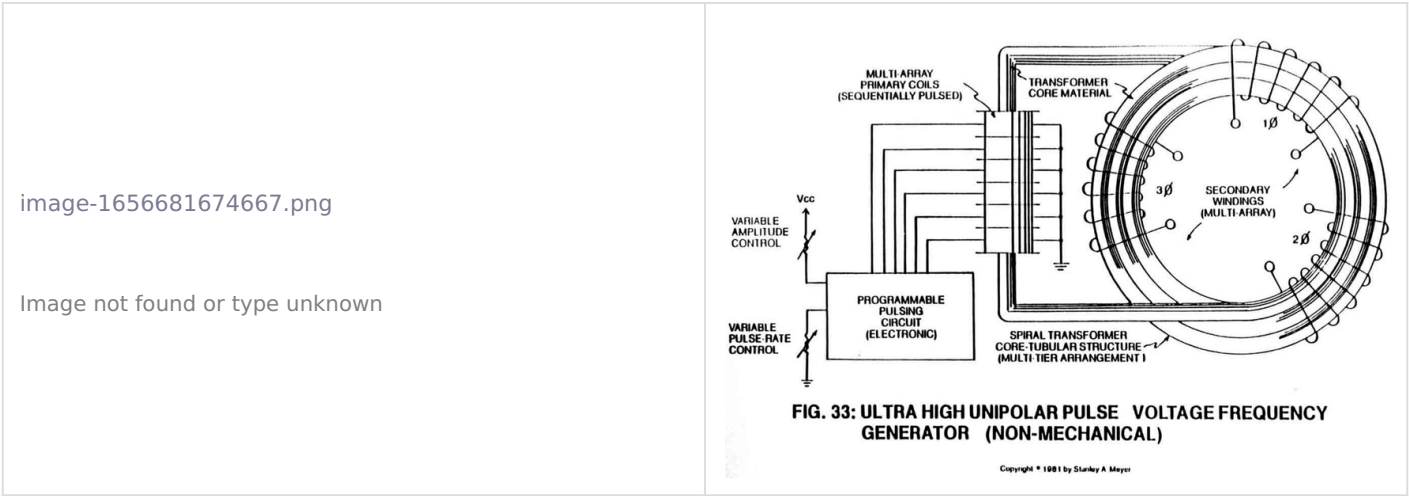 image-1656681674667.png
Image not found or type unknown
MULTI-ARRAY
PRIMARY COILS
(SEQUENTIALLY PULSED)
TRANSFORMER
CORE MATERIAL
1Ø
3Ø
SECONDARY
WINDINGS
(MULTI-ARRAY)
2Ø
Vcc
VARIABLE
AMPLITUDE
CONTROL
PROGRAMMABLE
PULSING
CIRCUIT
(ELECTRONIC)
VARIABLE
PULSE-RATE
CONTROL
SPIRAL TRANSFORMER
CORE-TUBULAR STRUCTURE
(MULTI-TIER ARRANGEMENT)
FIG. 33: ULTRA HIGH UNIPOLAR PULSE VOLTAGE FREQUENCY
GENERATOR (NON-MECHANICAL)
Copyright © 1981 by Stanley A Meyer